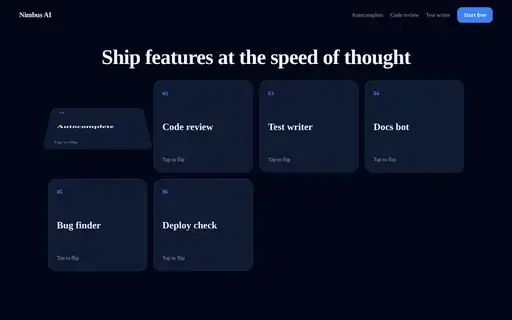 Nimbus AI
Autocomplete Code review Test writer Start free
Ship features at the speed of thought
Autocomplete
Tap to flip
02
Code review
Tap to flip
03
Test writer
Tap to flip
04
Docs bot
Tap to flip
05
Bug finder
Tap to flip
06
Deploy check
Tap to flip